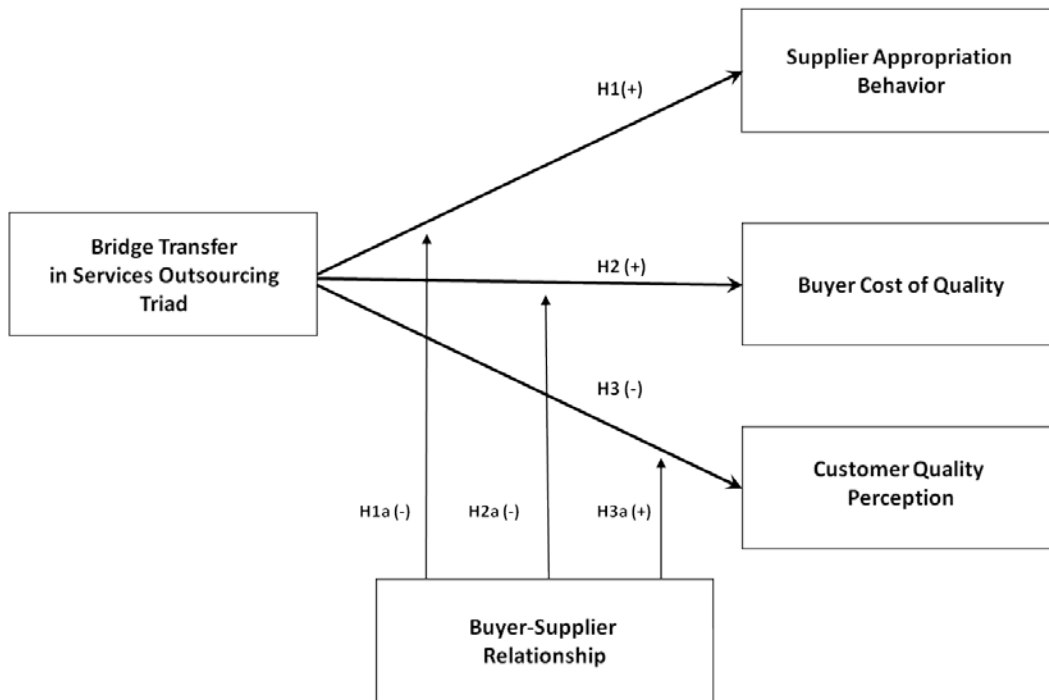 Supplier Appropriation
Behavior
H1(+)
Bridge Transfer
in Services Outsourcing
Triad
H2 (+)
Buyer Cost of Quality
H3 (-)
Customer Quality
Perception
H1a (-)
H2a (-)
H3a (+)
Buyer-Supplier
Relationship